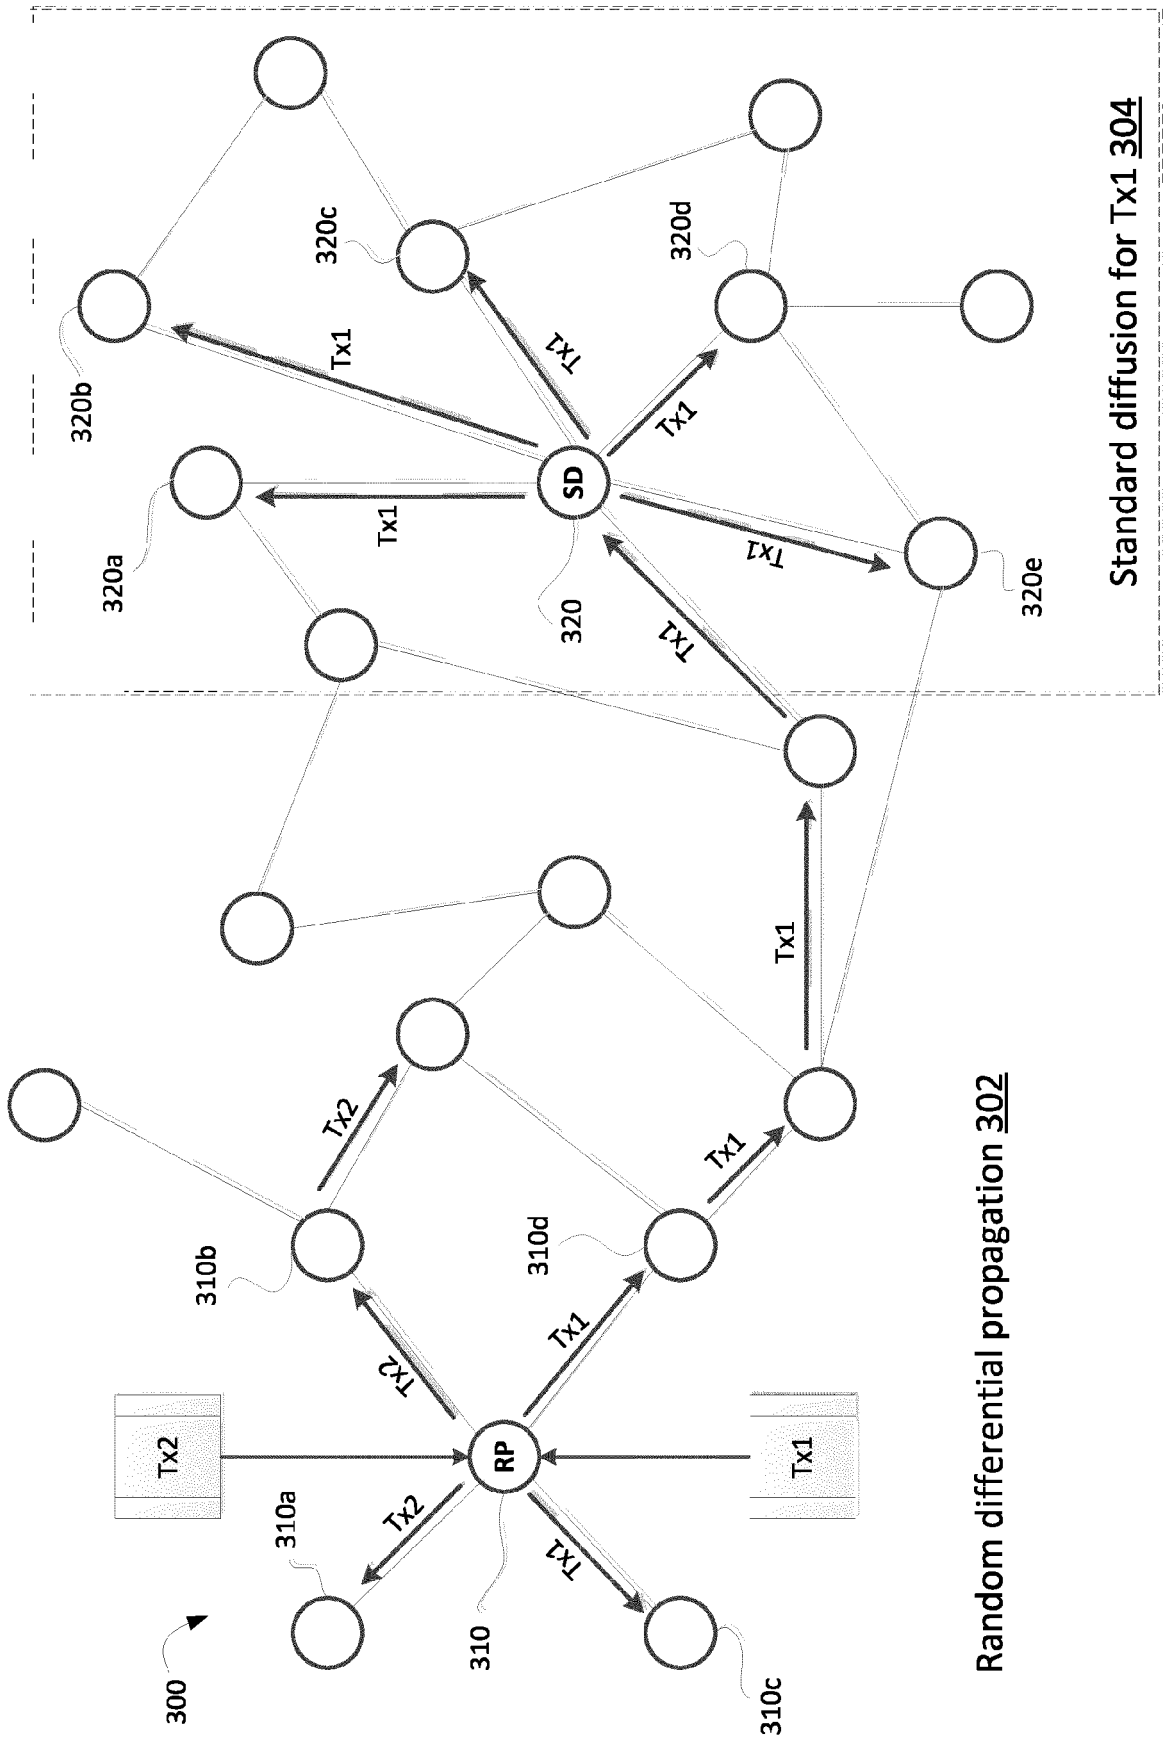 300
310a
Tx2
Tx2
Tx2
310b
Tx2
RP
310
Tx1
310c
Tx1
Tx1
310d
Tx1
Tx1
Tx1
320a
320b
Tx1
Tx1
320c
Tx1
SD
320
Tx1
320d
Tx1
320e
Random differential propagation 302
Standard diffusion for Tx1 304